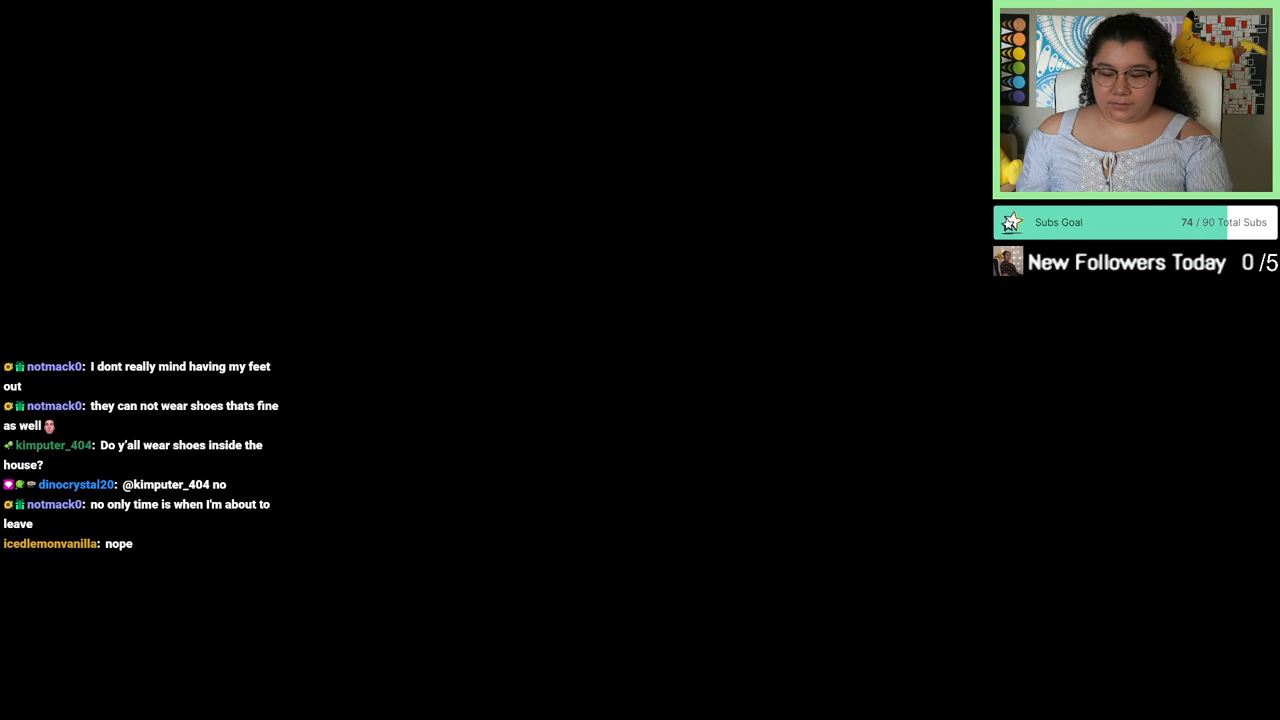 Subs Goal 74 / 90 Total Subs
New Followers Today 0 /5
notmack0: I dont really mind having my feet
out
notmack0: they can not wear shoes thats fine
as well
kimputer_404: Do y'all wear shoes inside the
house?
dinocrystal20: @kimputer_404 no
notmack0: no only time is when I'm about to
leave
icedlemonvanilla: nope